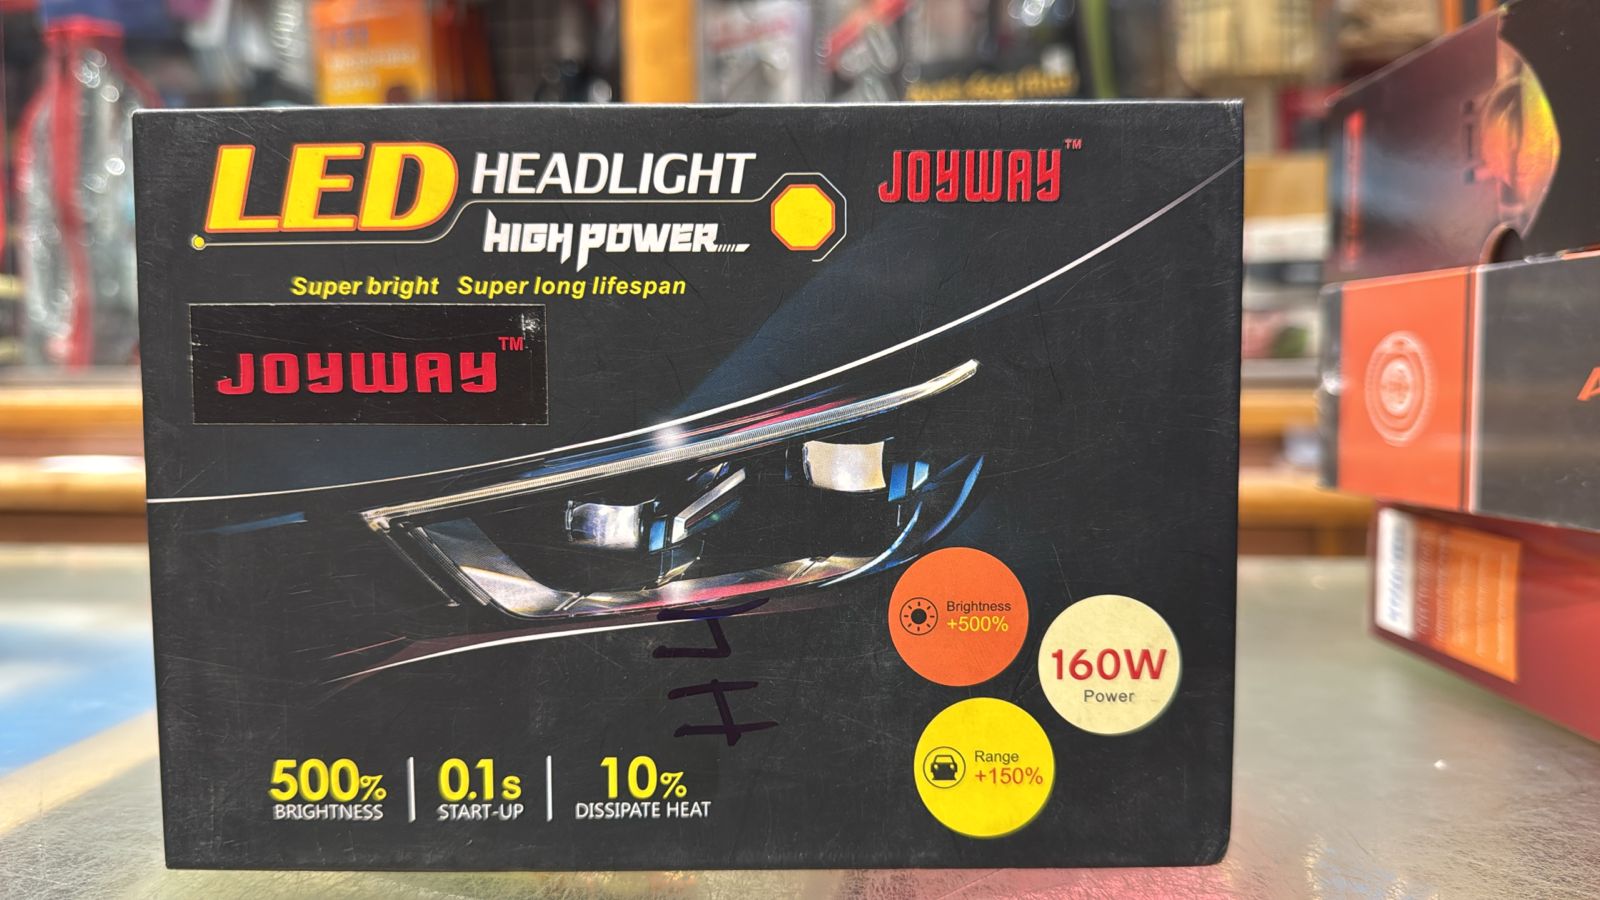 LED HEADLIGHT
HIGH POWER
JOYWAY™
Super bright Super long lifespan
JOYWAY™
Brightness
+500%
160W
Power
Range
+150%
H4
500% BRIGHTNESS
0.1s START-UP
10% DISSIPATE HEAT